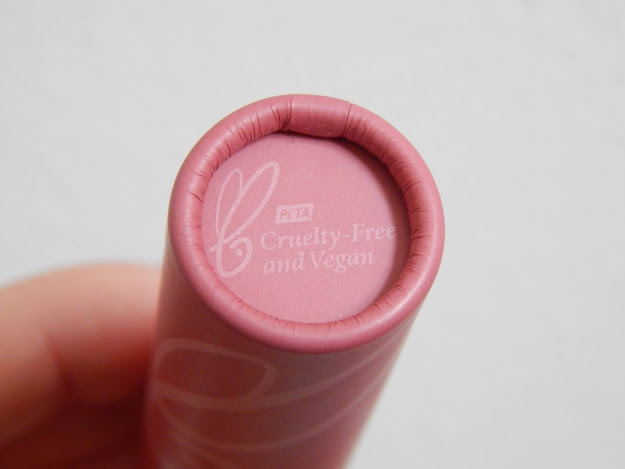 PETA
Cruelty-Free
and Vegan